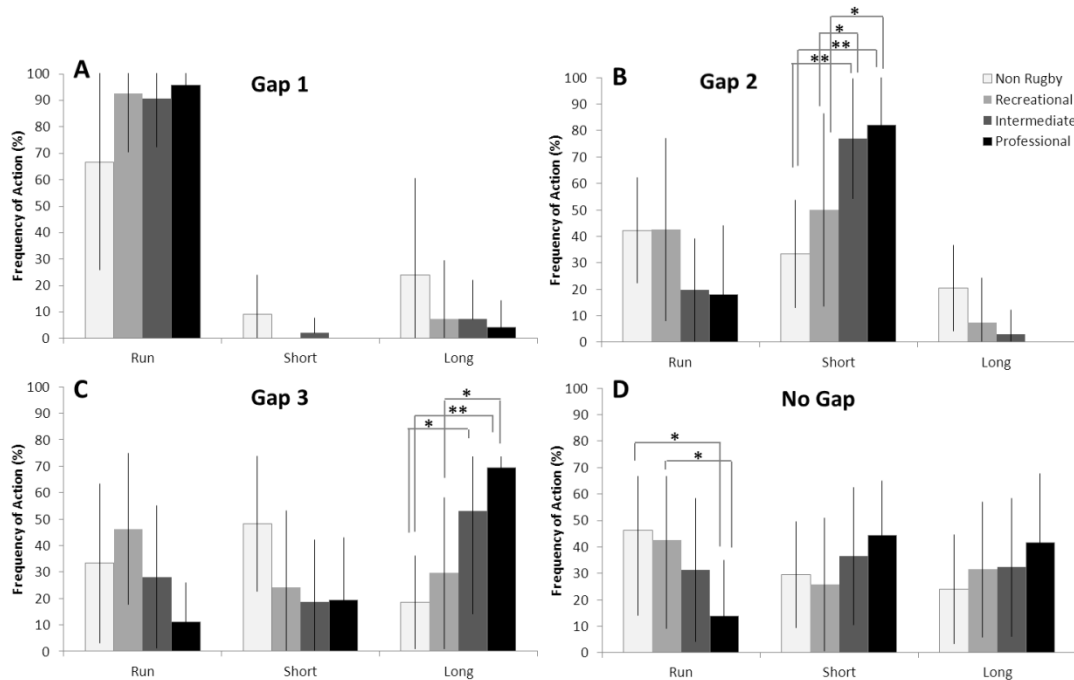 A
Gap 1
Frequency of Action (%)
100
90
80
70
60
50
40
30
20
10
0
Run Short Long
B
Gap 2
*
*
**
**
Non Rugby
Recreational
Intermediate
Professional
Frequency of Action (%)
100
90
80
70
60
50
40
30
20
10
0
Run Short Long
C
Gap 3
*
**
*
Frequency of Action (%)
100
90
80
70
60
50
40
30
20
10
0
Run Short Long
D
No Gap
*
*
Frequency of Action (%)
100
90
80
70
60
50
40
30
20
10
0
Run Short Long